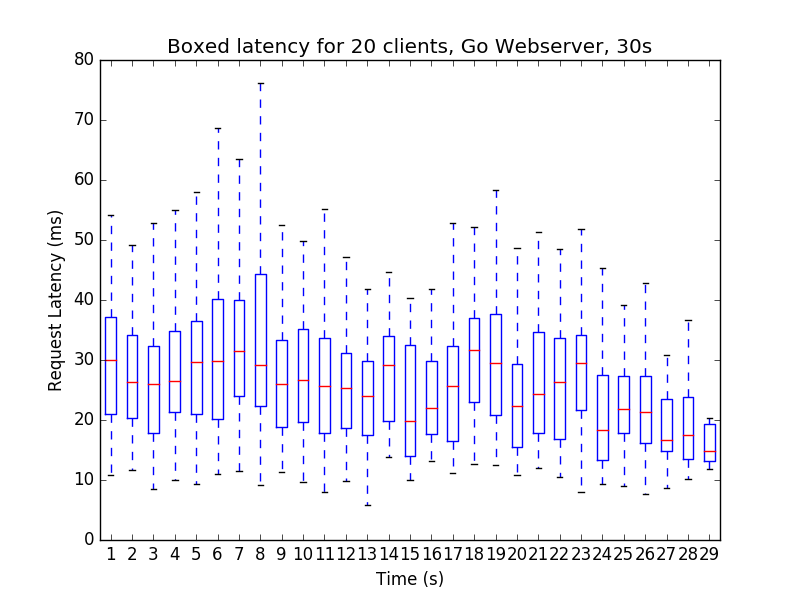 Boxed latency for 20 clients, Go Webserver, 30s
80
70
60
50
40
30
20
10
0
Request Latency (ms)
1 2 3 4 5 6 7 8 9 10 11 12 13 14 15 16 17 18 19 20 21 22 23 24 25 26 27 28 29
Time (s)